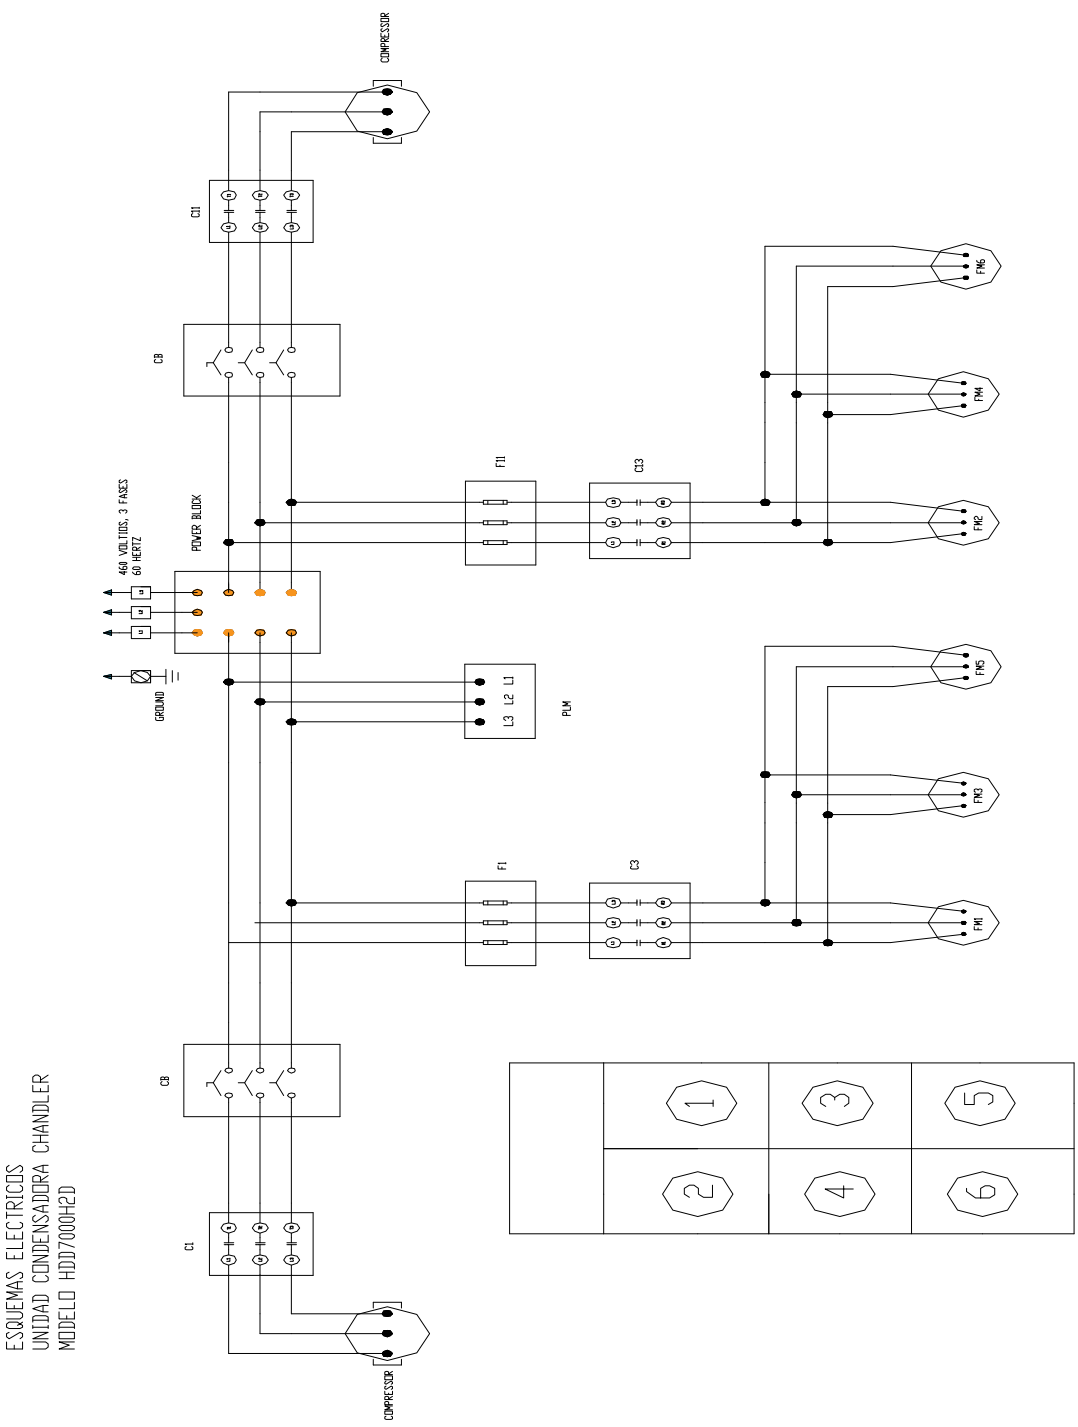 ESQUEMAS ELECTRICOS
UNIDAD CONDENSADORA CHANDLER
MODELO HDD7000H2D
COMPRESSOR
C1
CB
F1
C3
FM1
FM3
FM5
PLM
L3 L2 L1
GROUND
460 VOLTIOS, 3 FASES
60 HERTZ
POWER BLOCK
F11
C13
FM2
FM4
FM6
CB
C11
COMPRESSOR
2 1
4 3
6 5